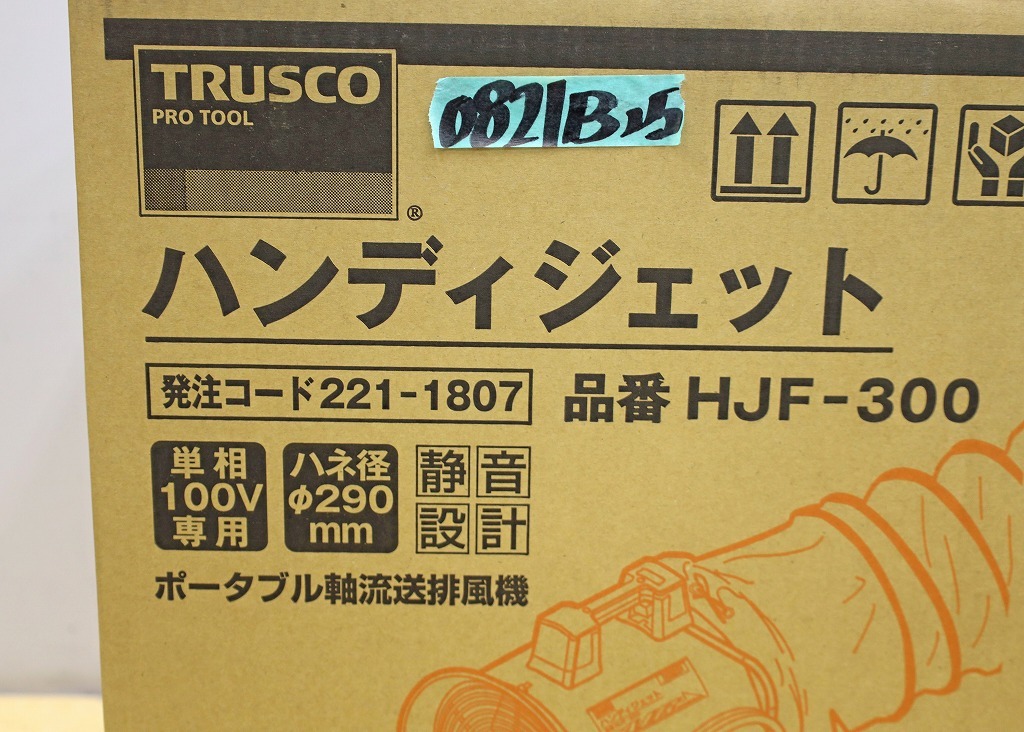 TRUSCO
PRO TOOL
®
0821B25
ハンディジェット
発注コード221-1807
品番 HJF-300
単相
100V
専用
ハネ径
φ290
mm
静音
設計
ポータブル軸流送排風機